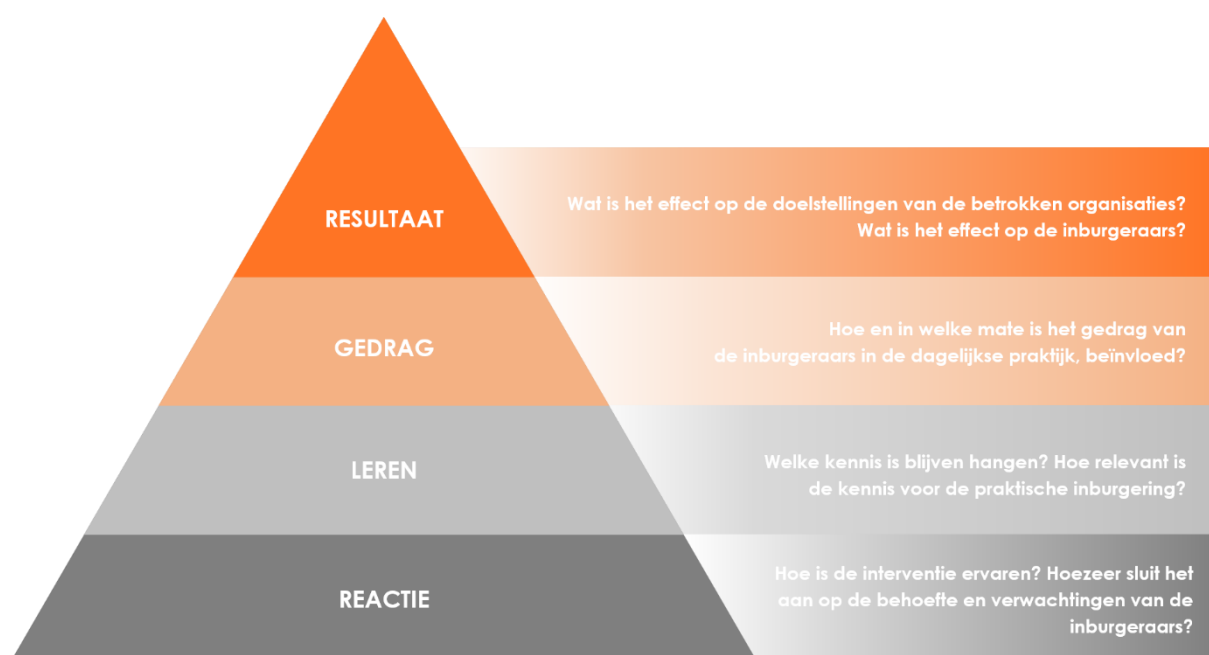 RESULTAAT
Wat is het effect op de doelstellingen van de betrokken organisaties?
Wat is het effect op de inburgeraars?
GEDRAG
Hoe en in welke mate is het gedrag van
de inburgeraars in de dagelijkse praktijk, beïnvloed?
LEREN
Welke kennis is blijven hangen? Hoe relevant is
de kennis voor de praktische inburgering?
REACTIE
Hoe is de interventie ervaren? Hoezeer sluit het
aan op de behoefte en verwachtingen van de
inburgeraars?